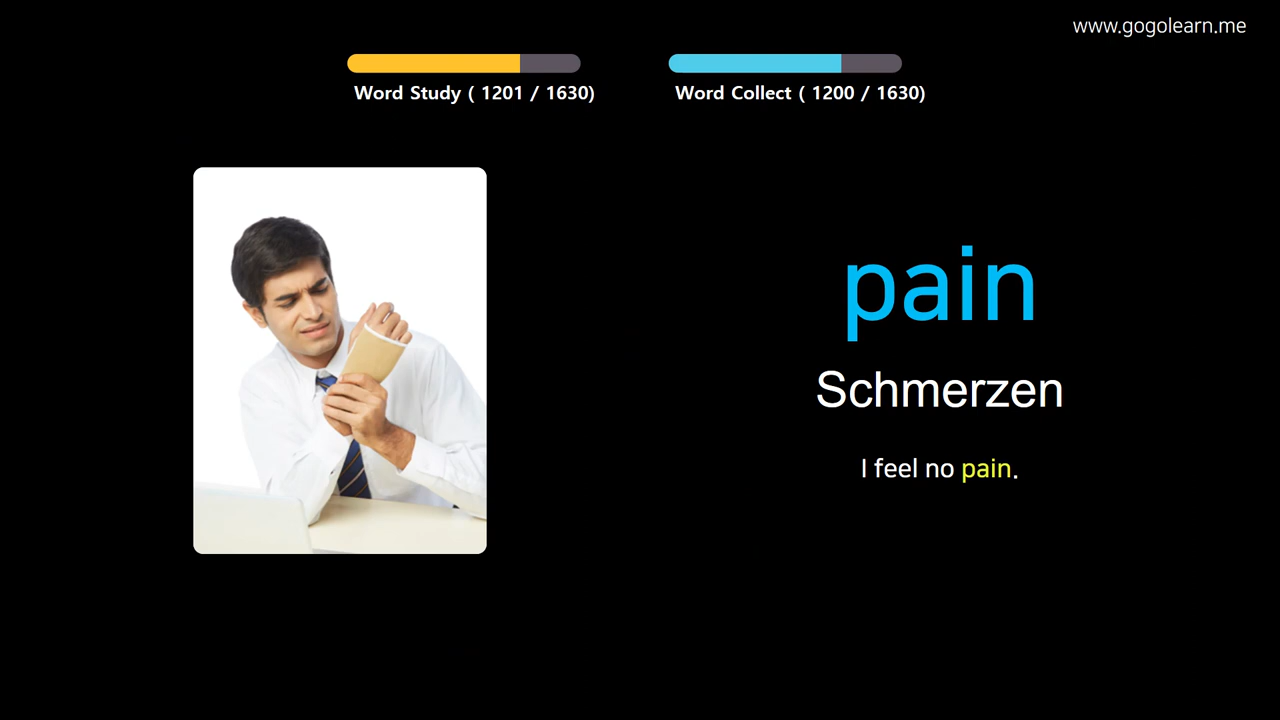 www.gogolearn.me
Word Study ( 1201 / 1630)
Word Collect ( 1200 / 1630)
pain
Schmerzen
I feel no pain.